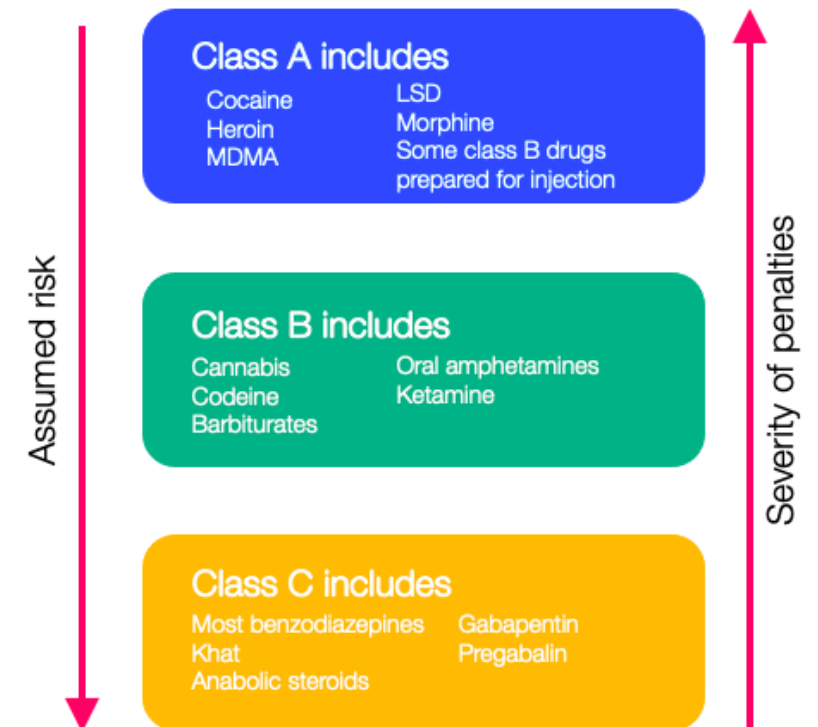 Assumed risk
Class A includes
Cocaine
Heroin
MDMA
LSD
Morphine
Some class B drugs
prepared for injection
Class B includes
Cannabis
Codeine
Barbiturates
Oral amphetamines
Ketamine
Class C includes
Most benzodiazepines
Khat
Anabolic steroids
Gabapentin
Pregabalin
Severity of penalties